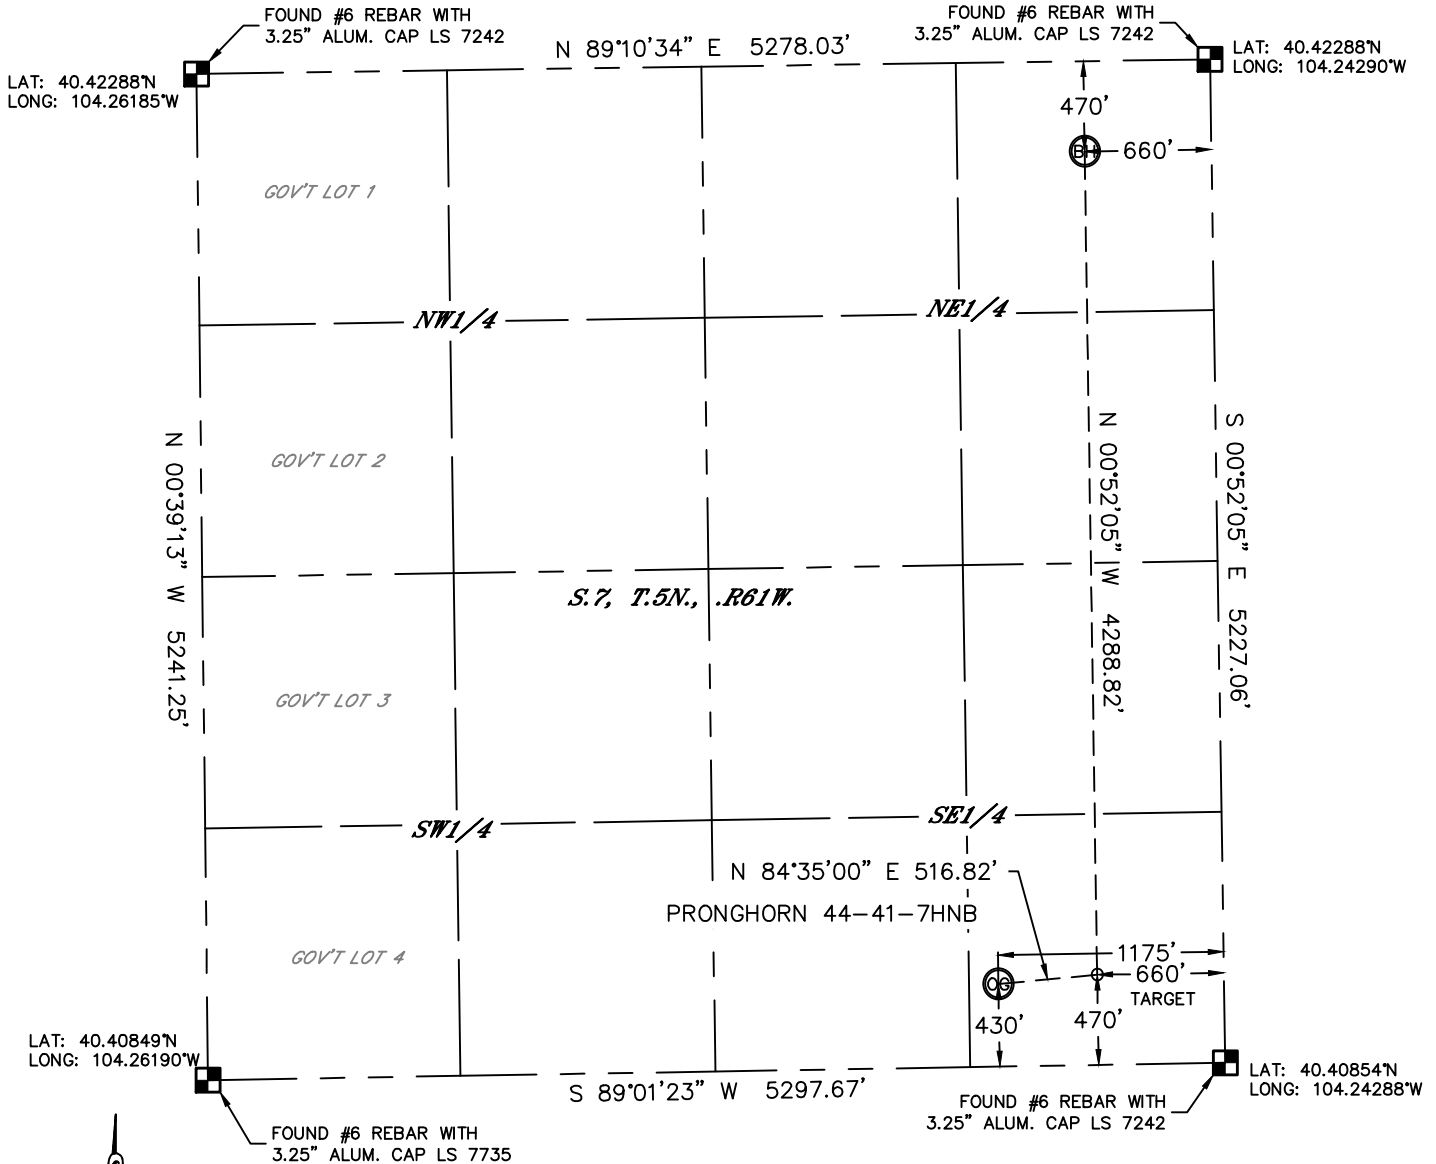 FOUND #6 REBAR WITH
3.25" ALUM. CAP LS 7242
N 89°10'34" E 5278.03'
FOUND #6 REBAR WITH
3.25" ALUM. CAP LS 7242
LAT: 40.42288°N
LONG: 104.26185°W
LAT: 40.42288°N
LONG: 104.24290°W
470'
BH
660'
GOV'T LOT 1
NW1/4
NE1/4
GOV'T LOT 2
N 00°39'13" W 5241.25'
N 00°52'05" W 4288.82'
S 00°52'05" E 5227.06'
S.7, T.5N., .R61W.
GOV'T LOT 3
SW1/4
SE1/4
N 84°35'00" E 516.82'
PRONGHORN 44-41-7HNB
GOV'T LOT 4
1175'
OG
660'
TARGET
430'
470'
LAT: 40.40849°N
LONG: 104.26190°W
S 89°01'23" W 5297.67'
LAT: 40.40854°N
LONG: 104.24288°W
FOUND #6 REBAR WITH
3.25" ALUM. CAP LS 7242
FOUND #6 REBAR WITH
3.25" ALUM. CAP LS 7735